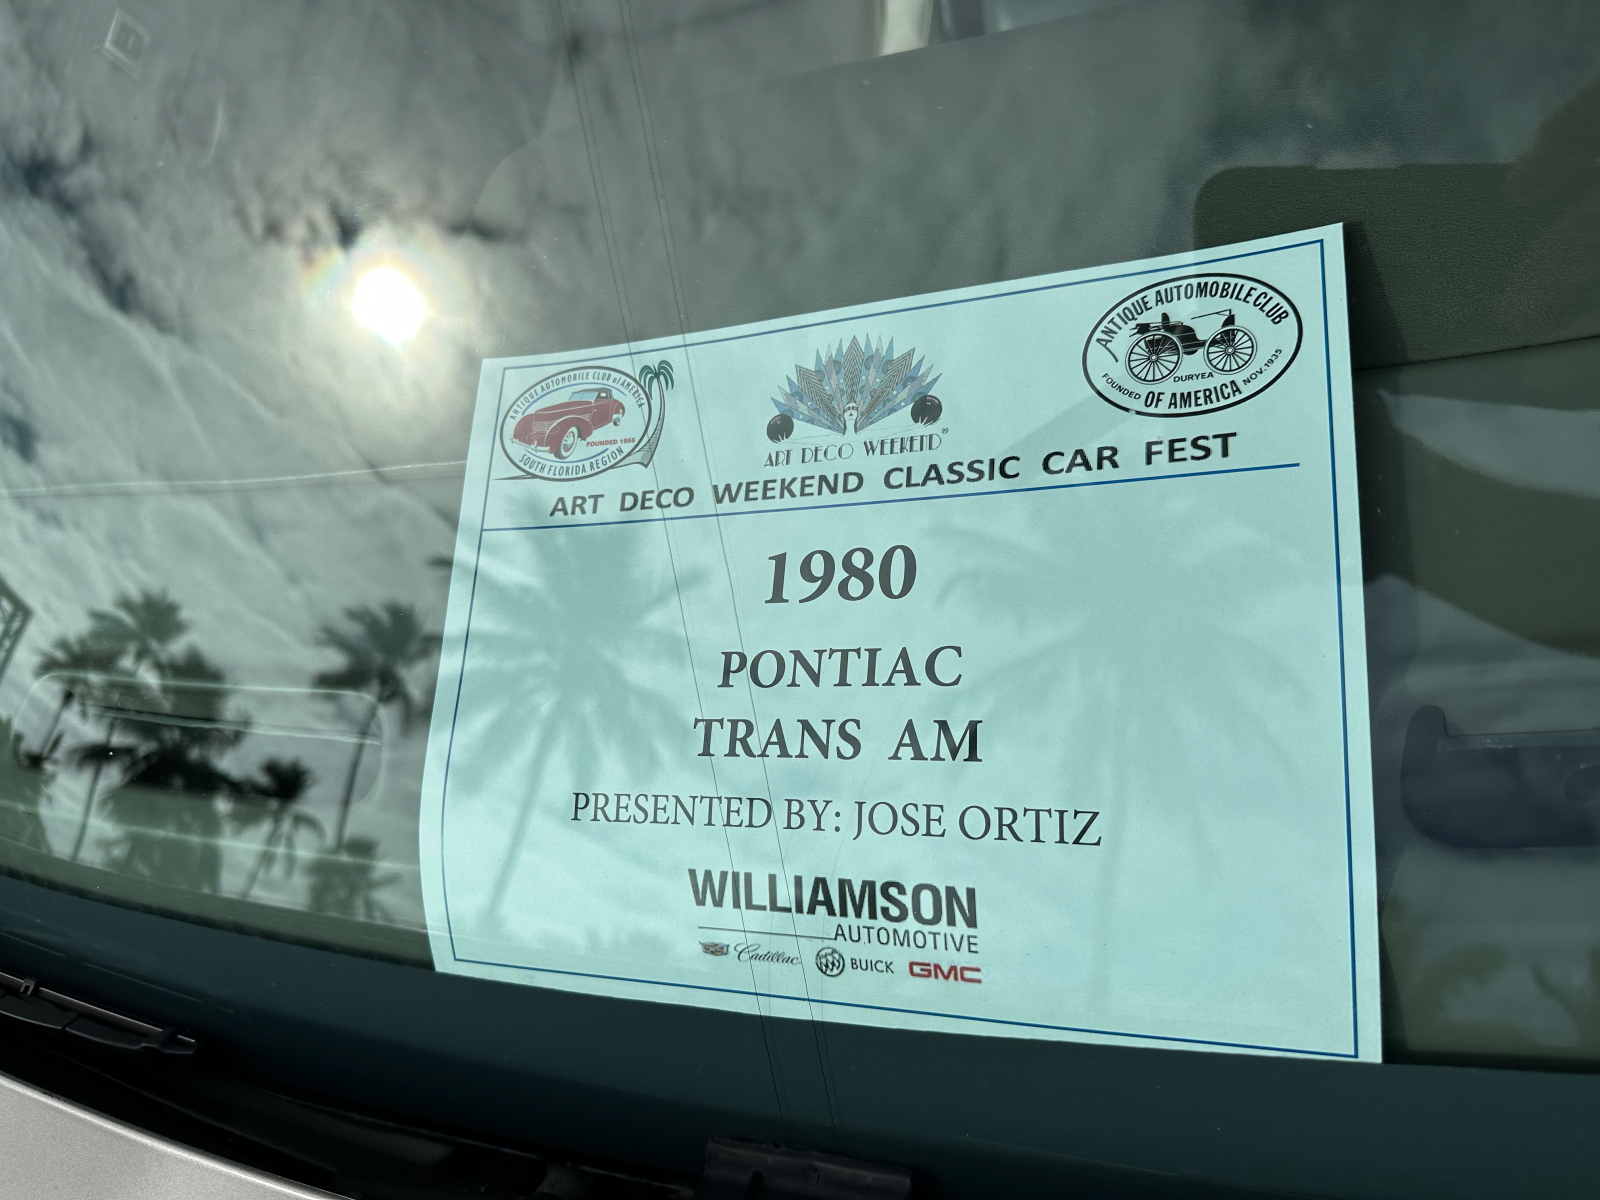 ANTIQUE AUTOMOBILE CLUB of AMERICA
FOUNDED 1955
SOUTH FLORIDA REGION
ART DECO WEEKEND®
ANTIQUE AUTOMOBILE CLUB
DURYEA
FOUNDED NOV. 1935
OF AMERICA
ART DECO WEEKEND CLASSIC CAR FEST
1980
PONTIAC
TRANS AM
PRESENTED BY: JOSE ORTIZ
WILLIAMSON
AUTOMOTIVE
Cadillac BUICK GMC